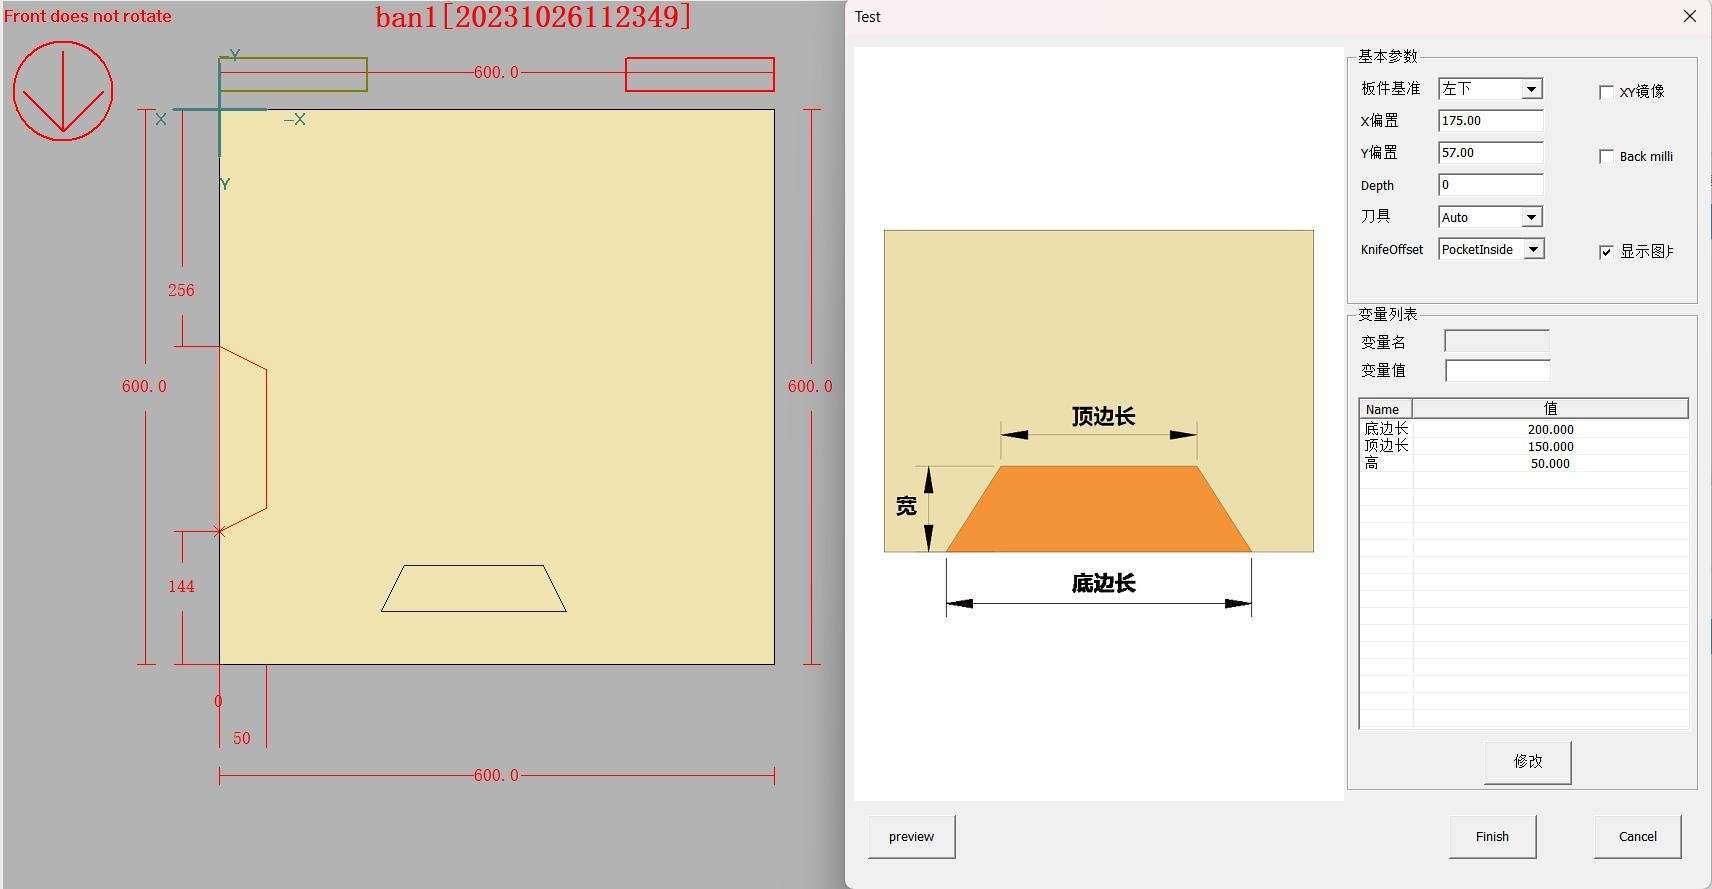 Front does not rotate
ban1[20231026112349]
600.0
-Y
X
-X
Y
256
600.0
600.0
144
0
50
600.0
Test
顶边长
宽
底边长
基本参数
板件基准 左下
XY镜像
X偏置 175.00
Y偏置 57.00
Back milli
Depth 0
刀具 Auto
KnifeOffset PocketInside
显示图
变量列表
变量名
变量值
Name 值
底边长 200.000
顶边长 150.000
高 50.000
修改
preview
Finish
Cancel